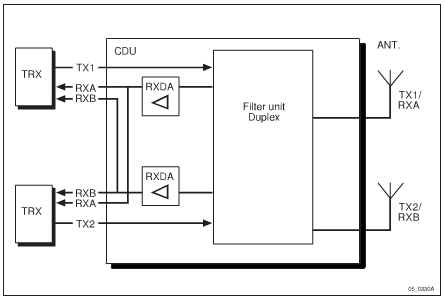 CDU
ANT.
TRX
TX1
RXA
RXB
RXDA
Filter unit
Duplex
TX1/
RXA
RXDA
TRX
RXB
RXA
TX2
TX2/
RXB
05_0330A